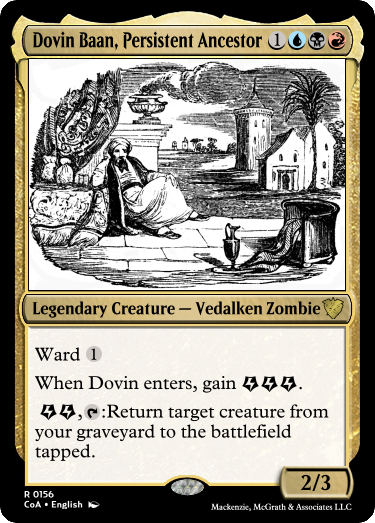 Dovin Baan, Persistent Ancestor 1
Legendary Creature — Vedalken Zombie
Ward 1
When Dovin enters, gain .
, :Return target creature from
your graveyard to the battlefield
tapped.
2/3
R 0156
CoA • English
Mackenzie, McGrath & Associates LLC